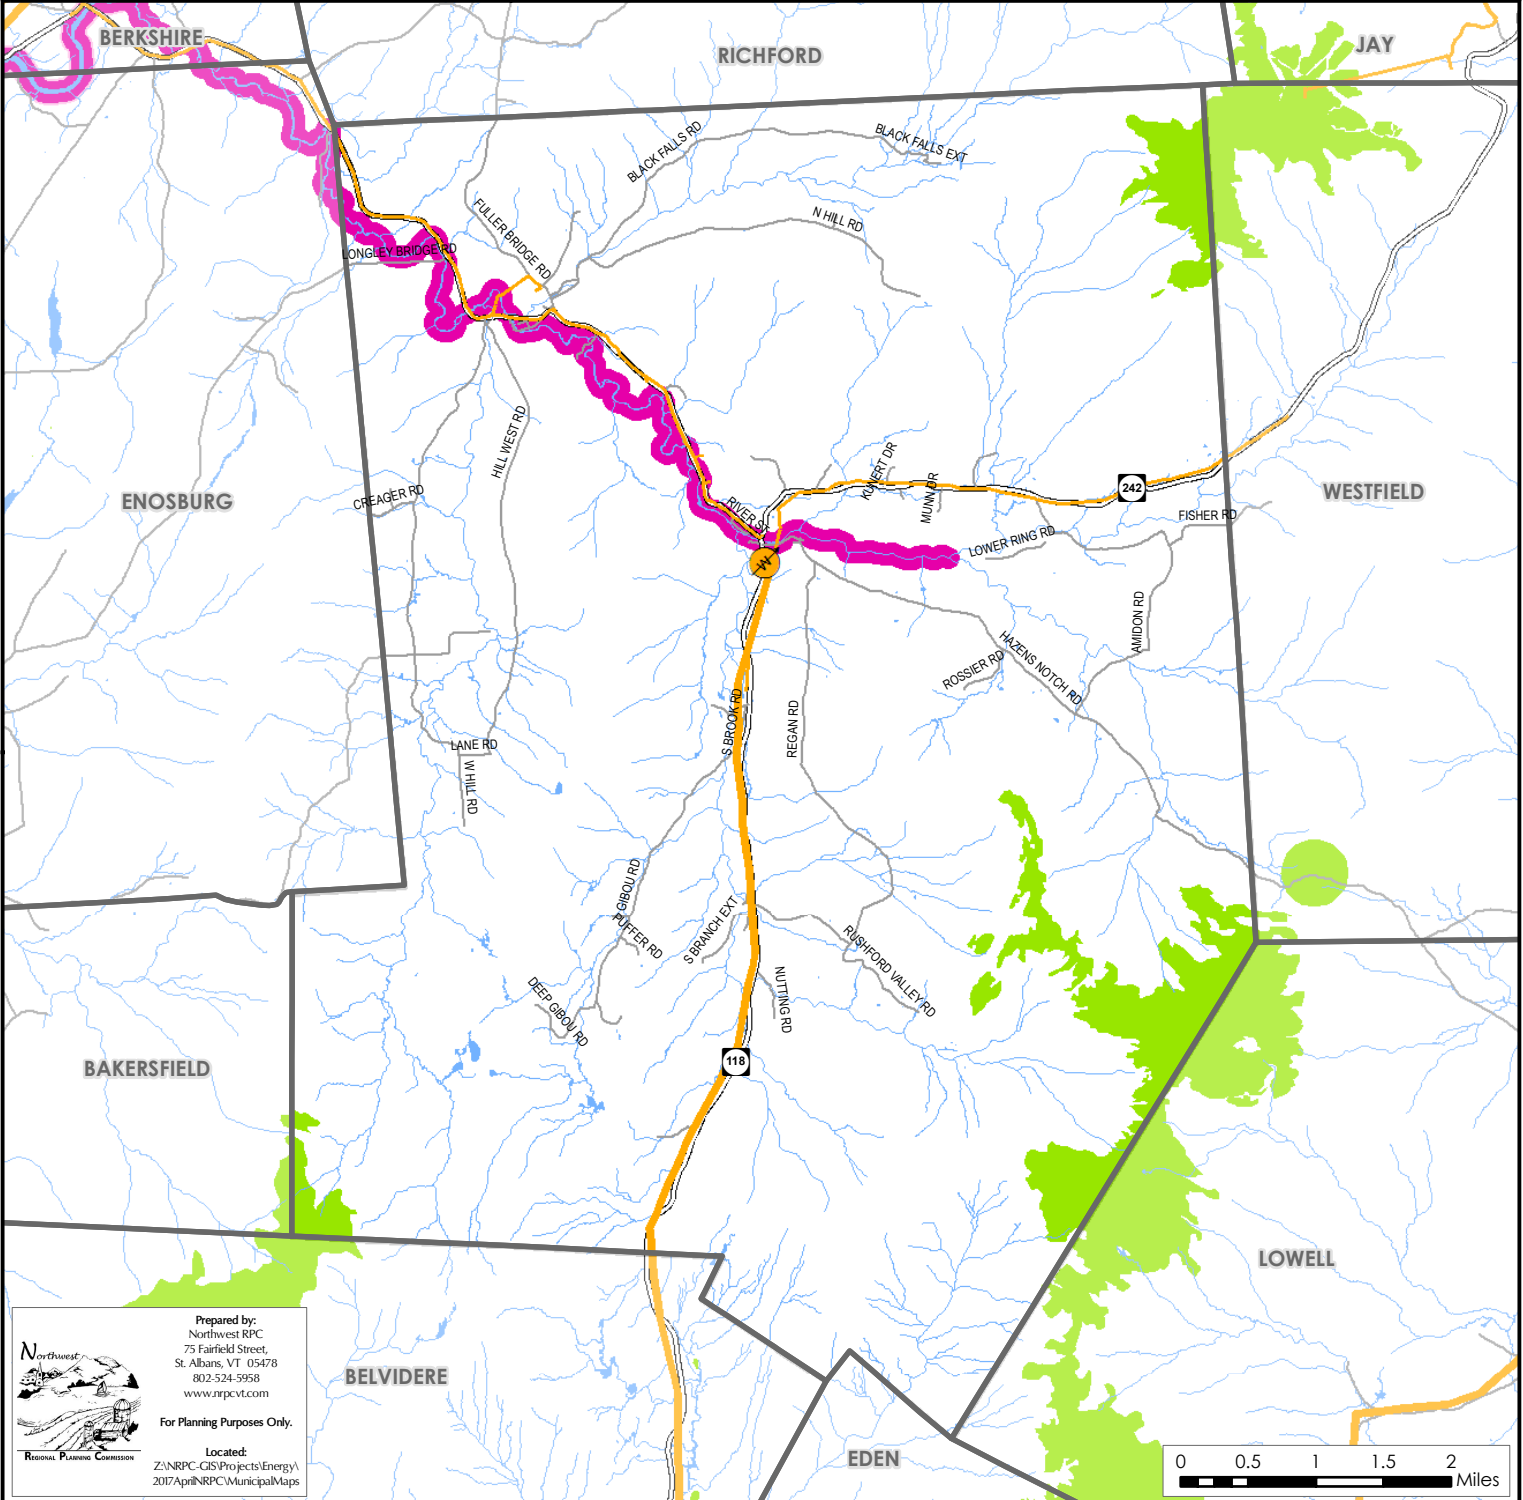 BERKSHIRE
RICHFORD
JAY
BLACK FALLS RD
BLACK FALLS EXT
FULLER BRIDGE RD
N HILL RD
LONGLEY BRIDGE RD
HILL WEST RD
KUNERT DR
MUNN DR
242
CREAGER RD
ENOSBURG
WESTFIELD
RIVER ST
FISHER RD
LOWER RING RD
W
AMIDON RD
HAZENS NOTCH RD
ROSSIER RD
S BROOK RD
REGAN RD
LANE RD
W HILL RD
GIBOU RD
PUFFER RD
S BRANCH EXT
RUSHFORD VALLEY RD
DEEP GIBOU RD
NUTTING RD
118
BAKERSFIELD
LOWELL
BELVIDERE
EDEN
Northwest
REGIONAL PLANNING COMMISSION
Prepared by:
Northwest RPC
75 Fairfield Street,
St. Albans, VT 05478
802-524-5958
www.nrpcvt.com
For Planning Purposes Only.
Located:
Z:\NRPC-GIS\Projects\Energy\
2017AprilNRPC\MunicipalMaps
0 0.5 1 1.5 2
Miles